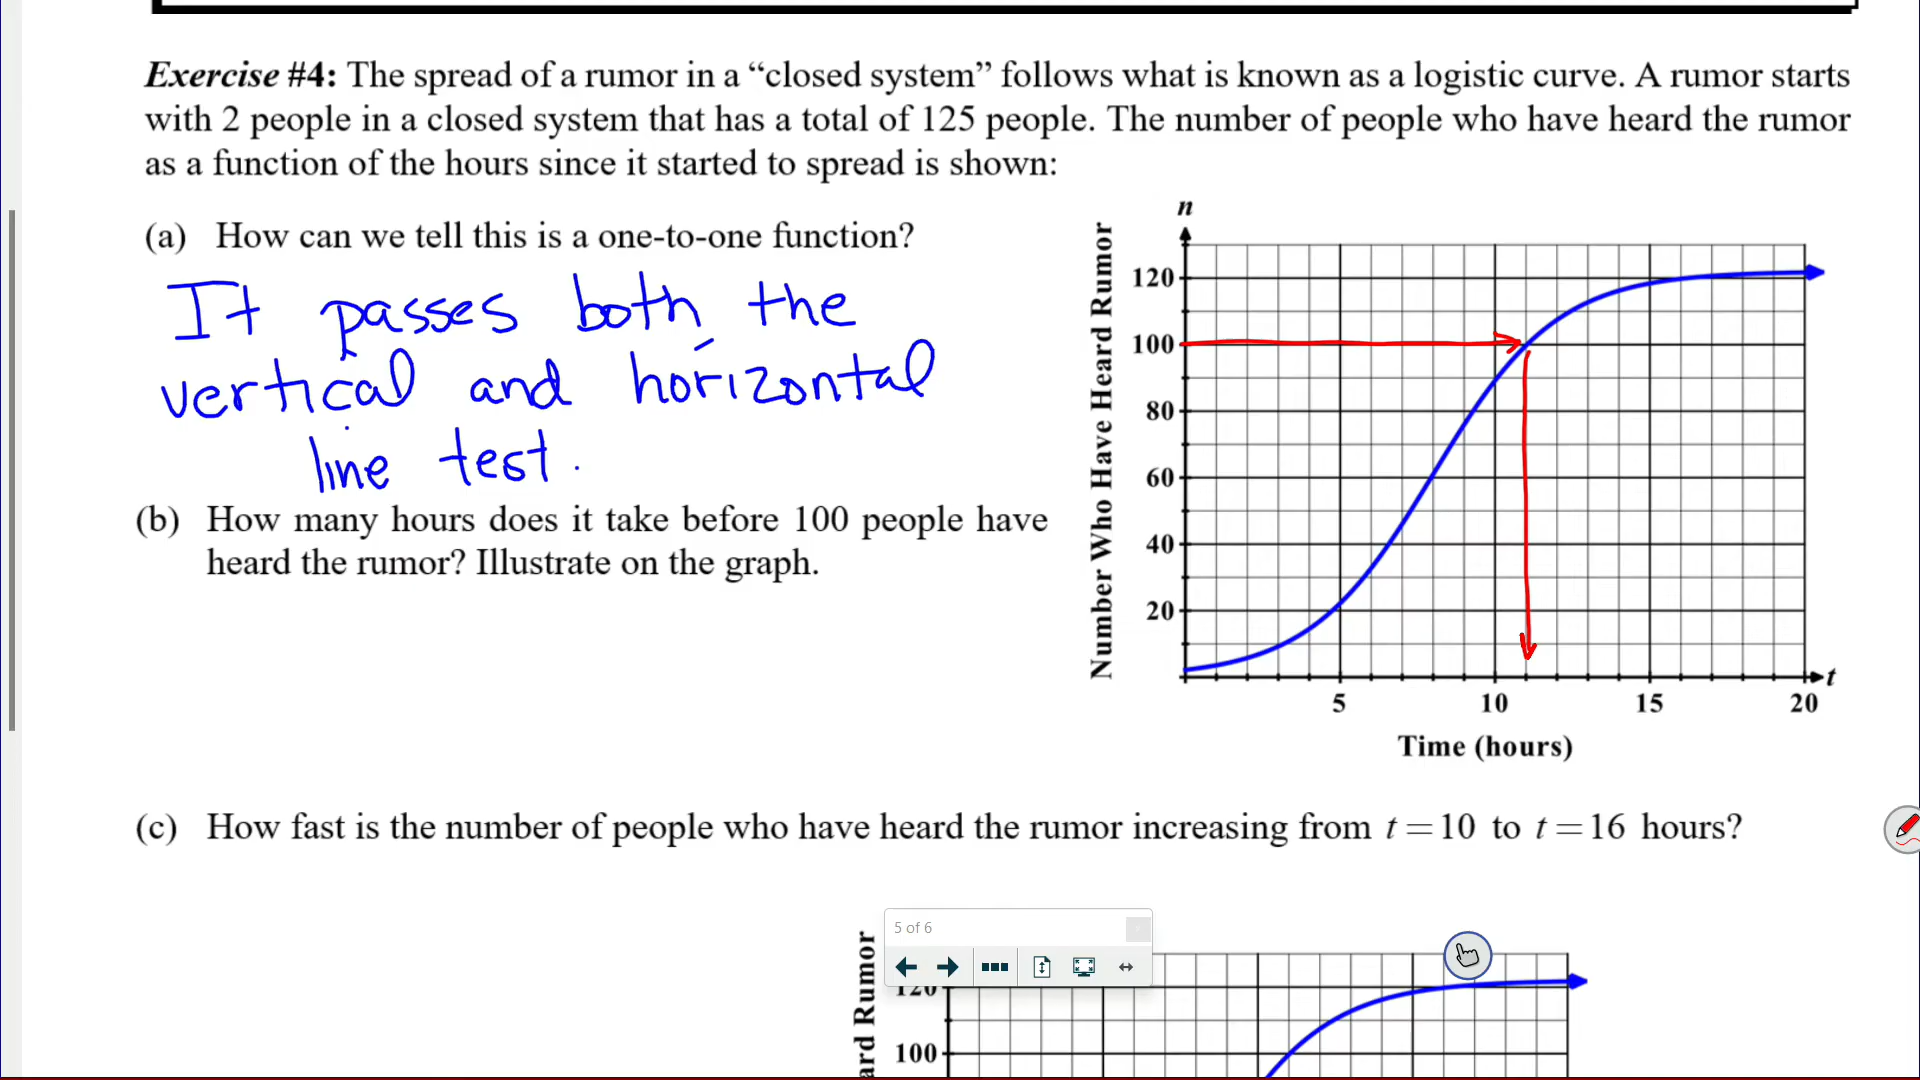 Exercise #4: The spread of a rumor in a “closed system” follows what is known as a logistic curve. A rumor starts
with 2 people in a closed system that has a total of 125 people. The number of people who have heard the rumor
as a function of the hours since it started to spread is shown:
(a) How can we tell this is a one-to-one function?
It passes both the
vertical and horizontal
line test.
(b) How many hours does it take before 100 people have
heard the rumor? Illustrate on the graph.
n
Number Who Have Heard Rumor
120
100
80
60
40
20
t
5 10 15 20
Time (hours)
(c) How fast is the number of people who have heard the rumor increasing from t = 10 to t = 16 hours?
5 of 6
ard Rumor
120
100